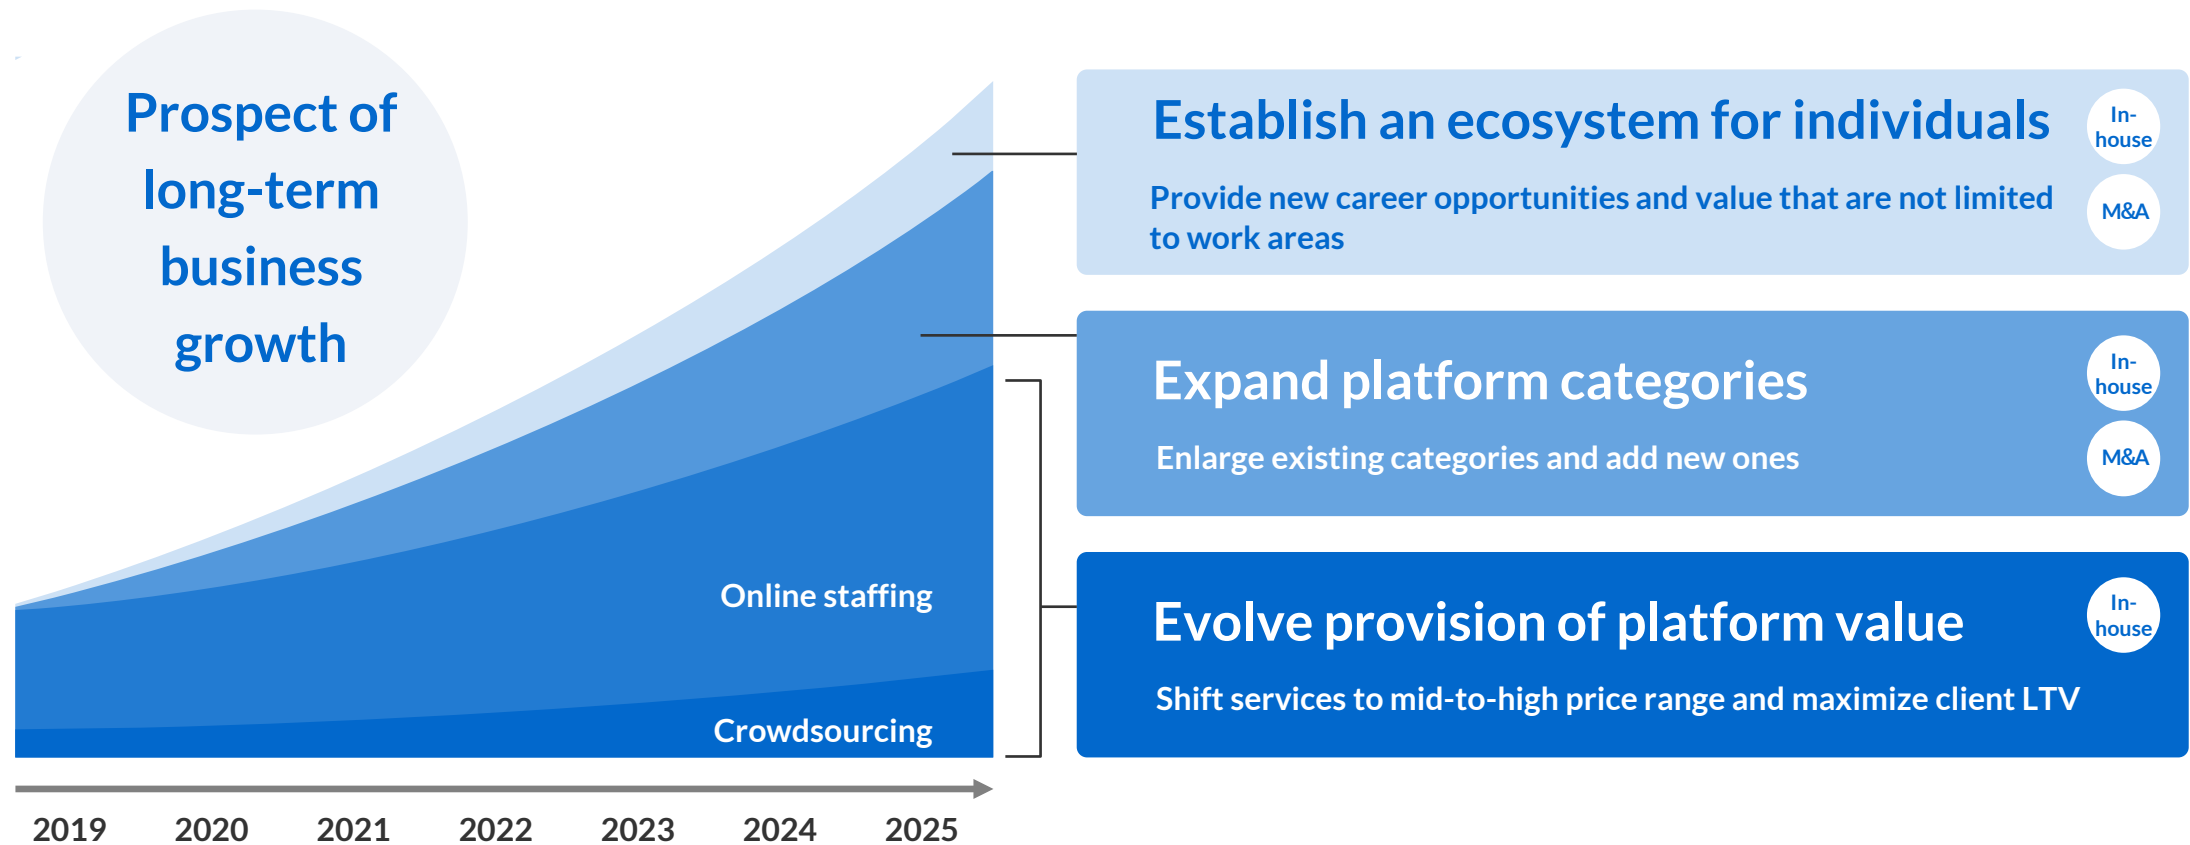 Prospect of
long-term
business
growth
Establish an ecosystem for individuals
Provide new career opportunities and value that are not limited
to work areas
In-
house
M&A
Expand platform categories
Enlarge existing categories and add new ones
In-
house
M&A
Evolve provision of platform value
Shift services to mid-to-high price range and maximize client LTV
In-
house
Online staffing
Crowdsourcing
2019 2020 2021 2022 2023 2024 2025